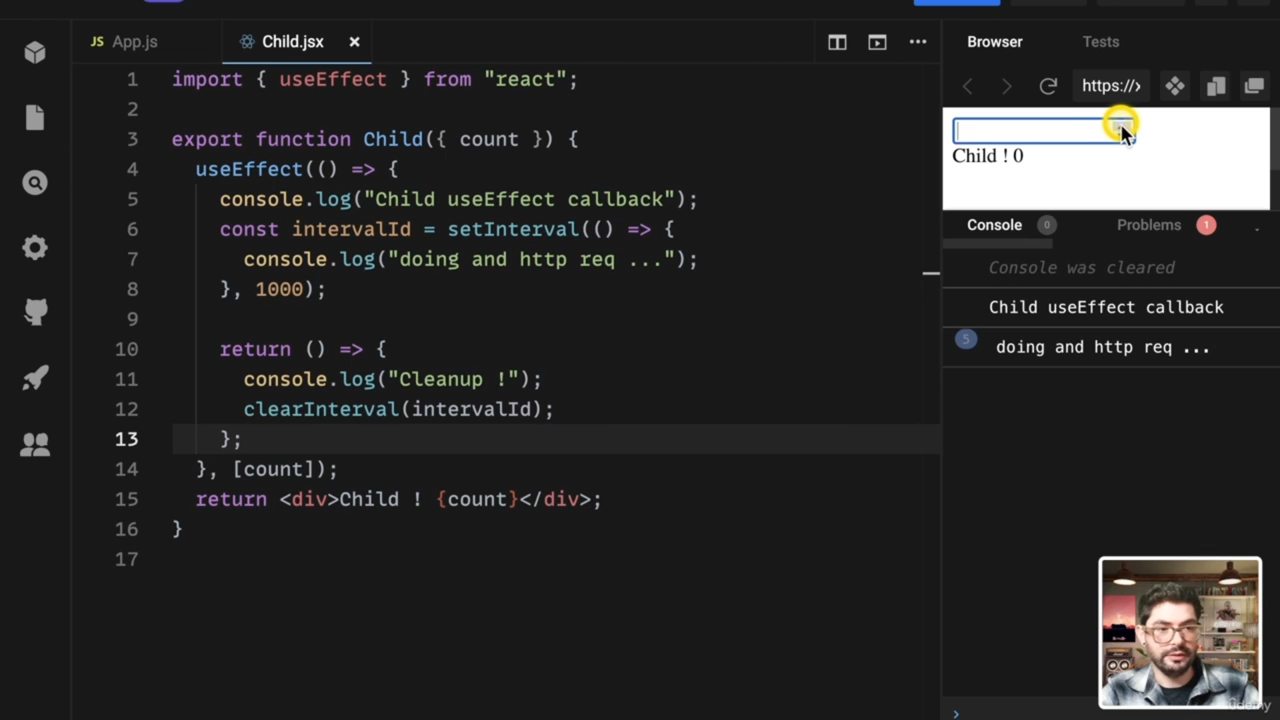 JS App.js
Child.jsx ×
Browser
Tests
1 import { useEffect } from "react";
2
3 export function Child({ count }) {
4 useEffect(() => {
5 console.log("Child useEffect callback");
6 const intervalId = setInterval(() => {
7 console.log("doing and http req ...");
8 }, 1000);
9
10 return () => {
11 console.log("Cleanup !");
12 clearInterval(intervalId);
13 };
14 }, [count]);
15 return <div>Child ! {count}</div>;
16 }
17
https://
Child ! 0
Console 0
Problems 1
Console was cleared
Child useEffect callback
5 doing and http req ...
ûdemy